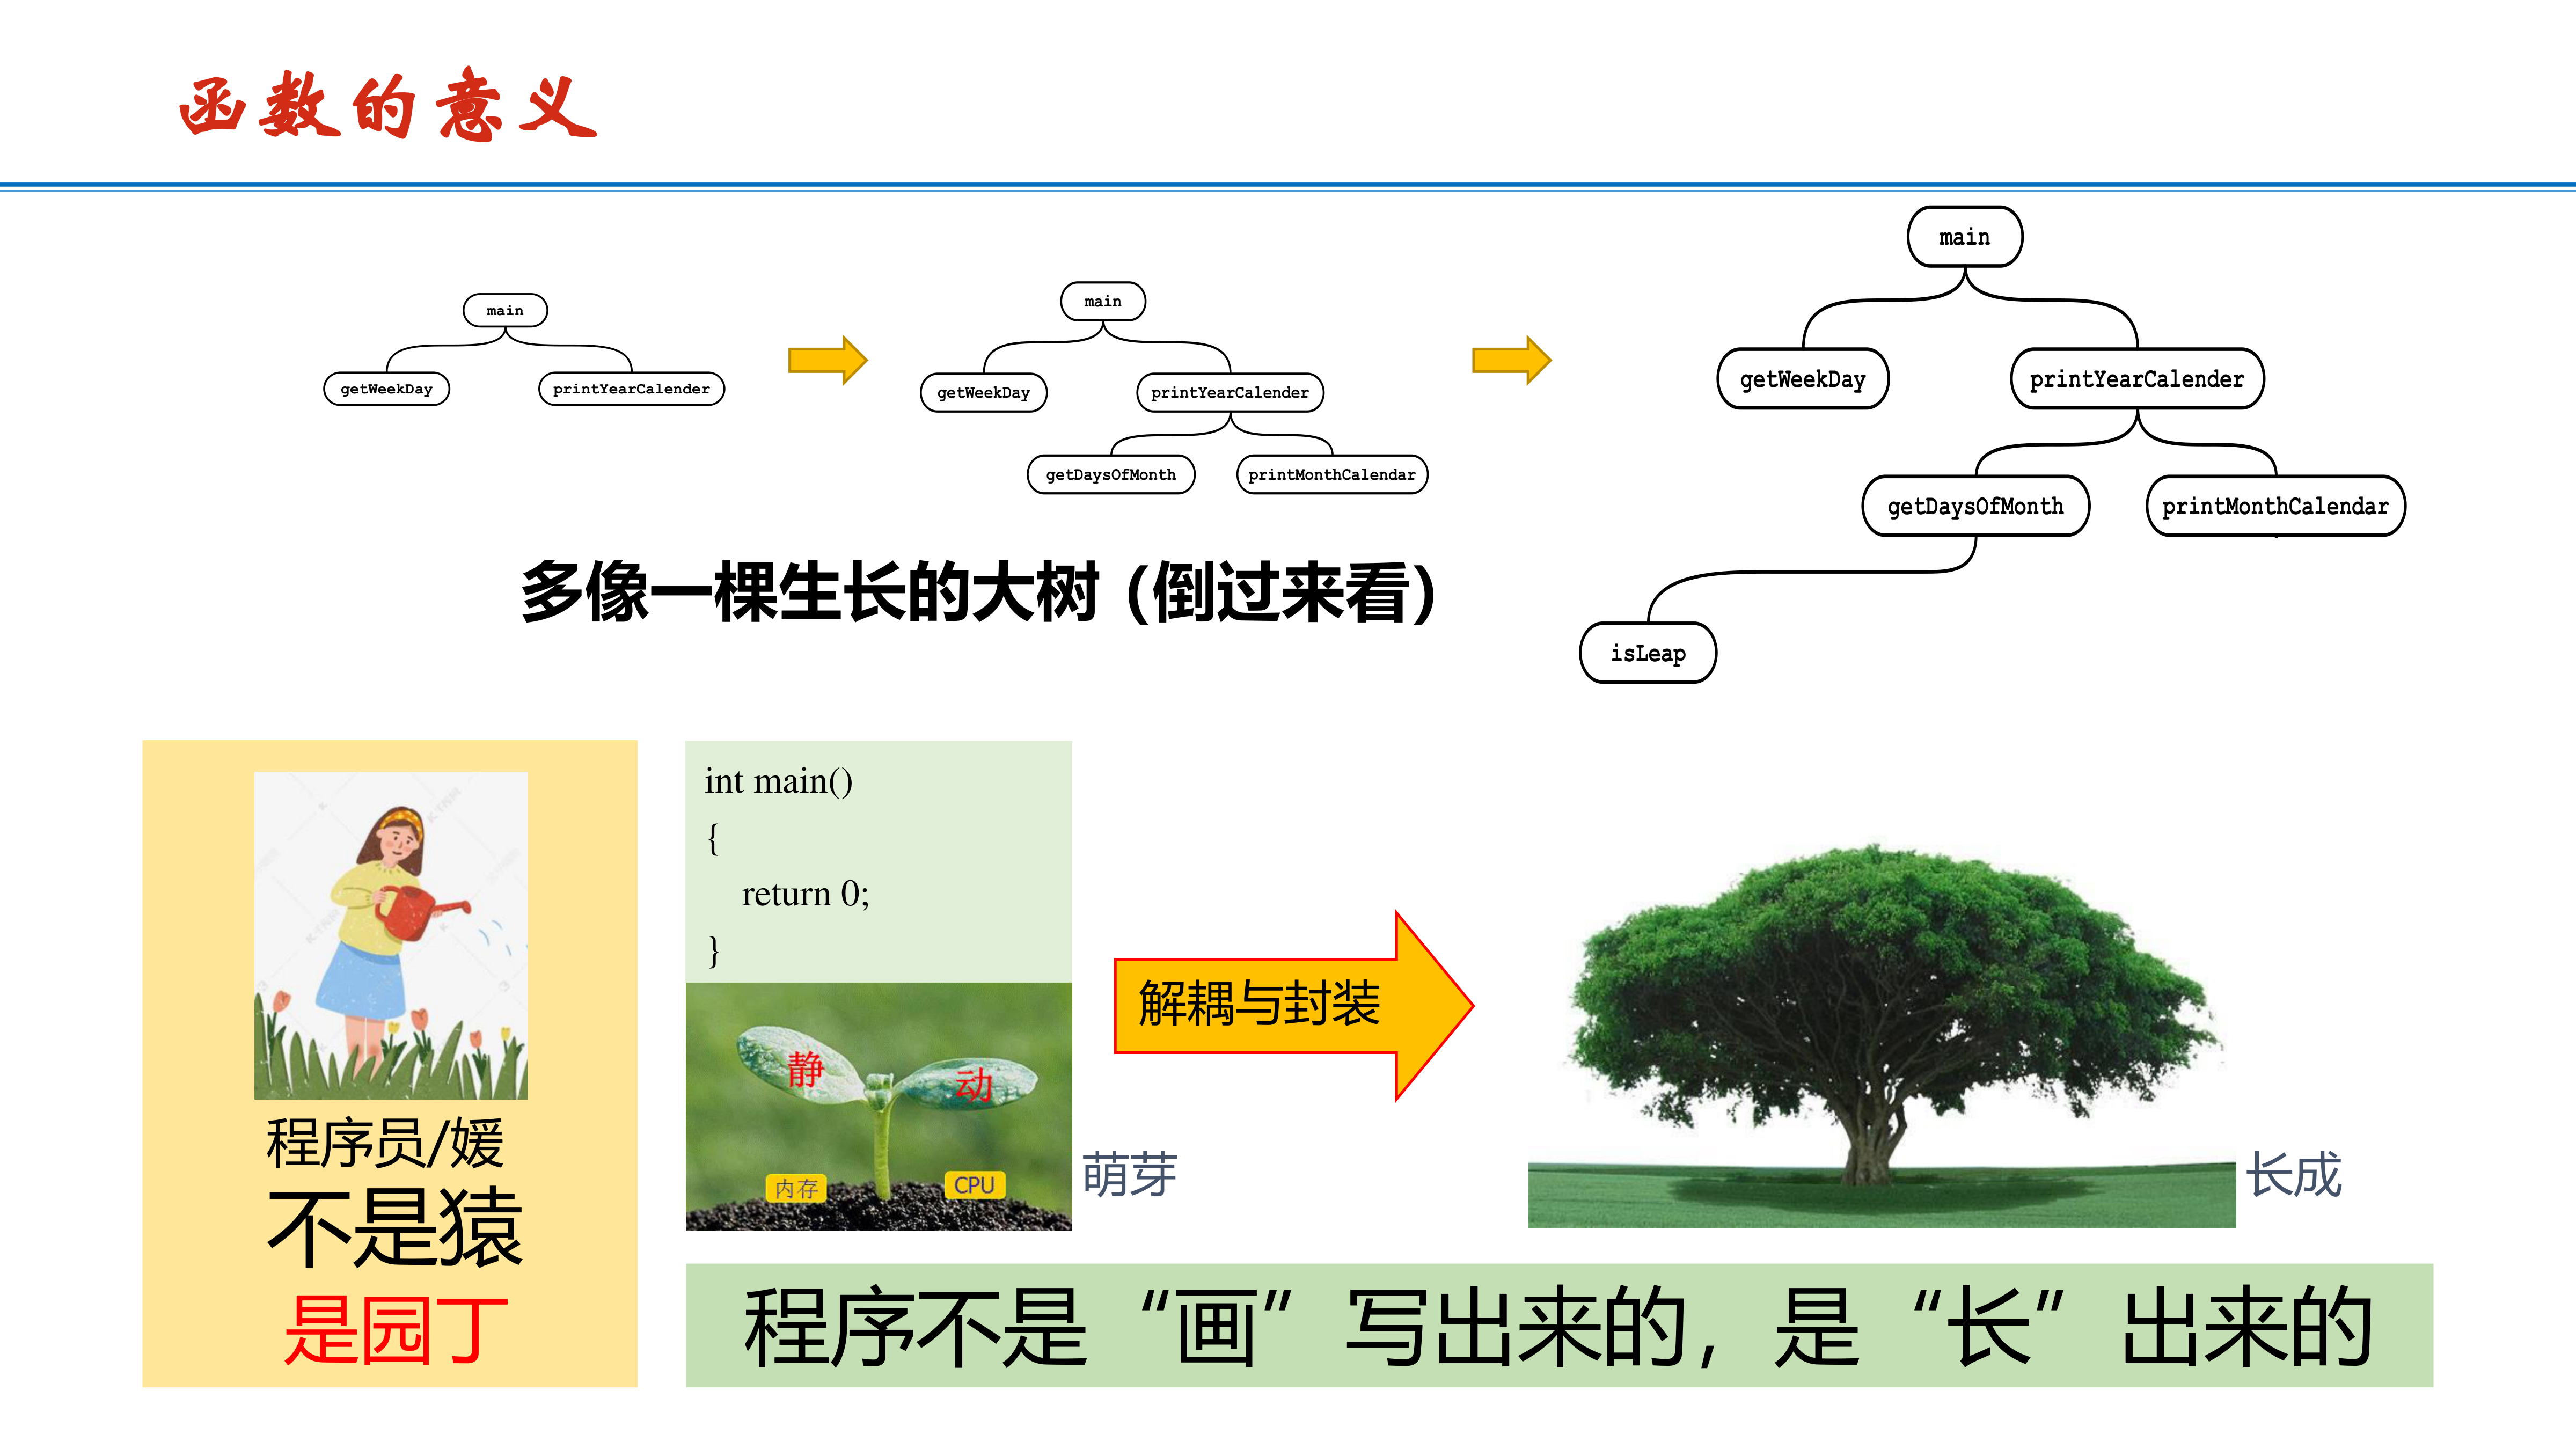 函数的意义
main
getWeekDay
printYearCalender
main
getWeekDay
printYearCalender
getDaysOfMonth
printMonthCalendar
main
getWeekDay
printYearCalender
getDaysOfMonth
printMonthCalendar
isLeap
多像一棵生长的大树 (倒过来看)
程序员/媛
不是猿
是园丁
int main()
{
return 0;
}
静
动
内存
CPU
萌芽
解耦与封装
长成
程序不是“画”写出来的，是“长”出来的